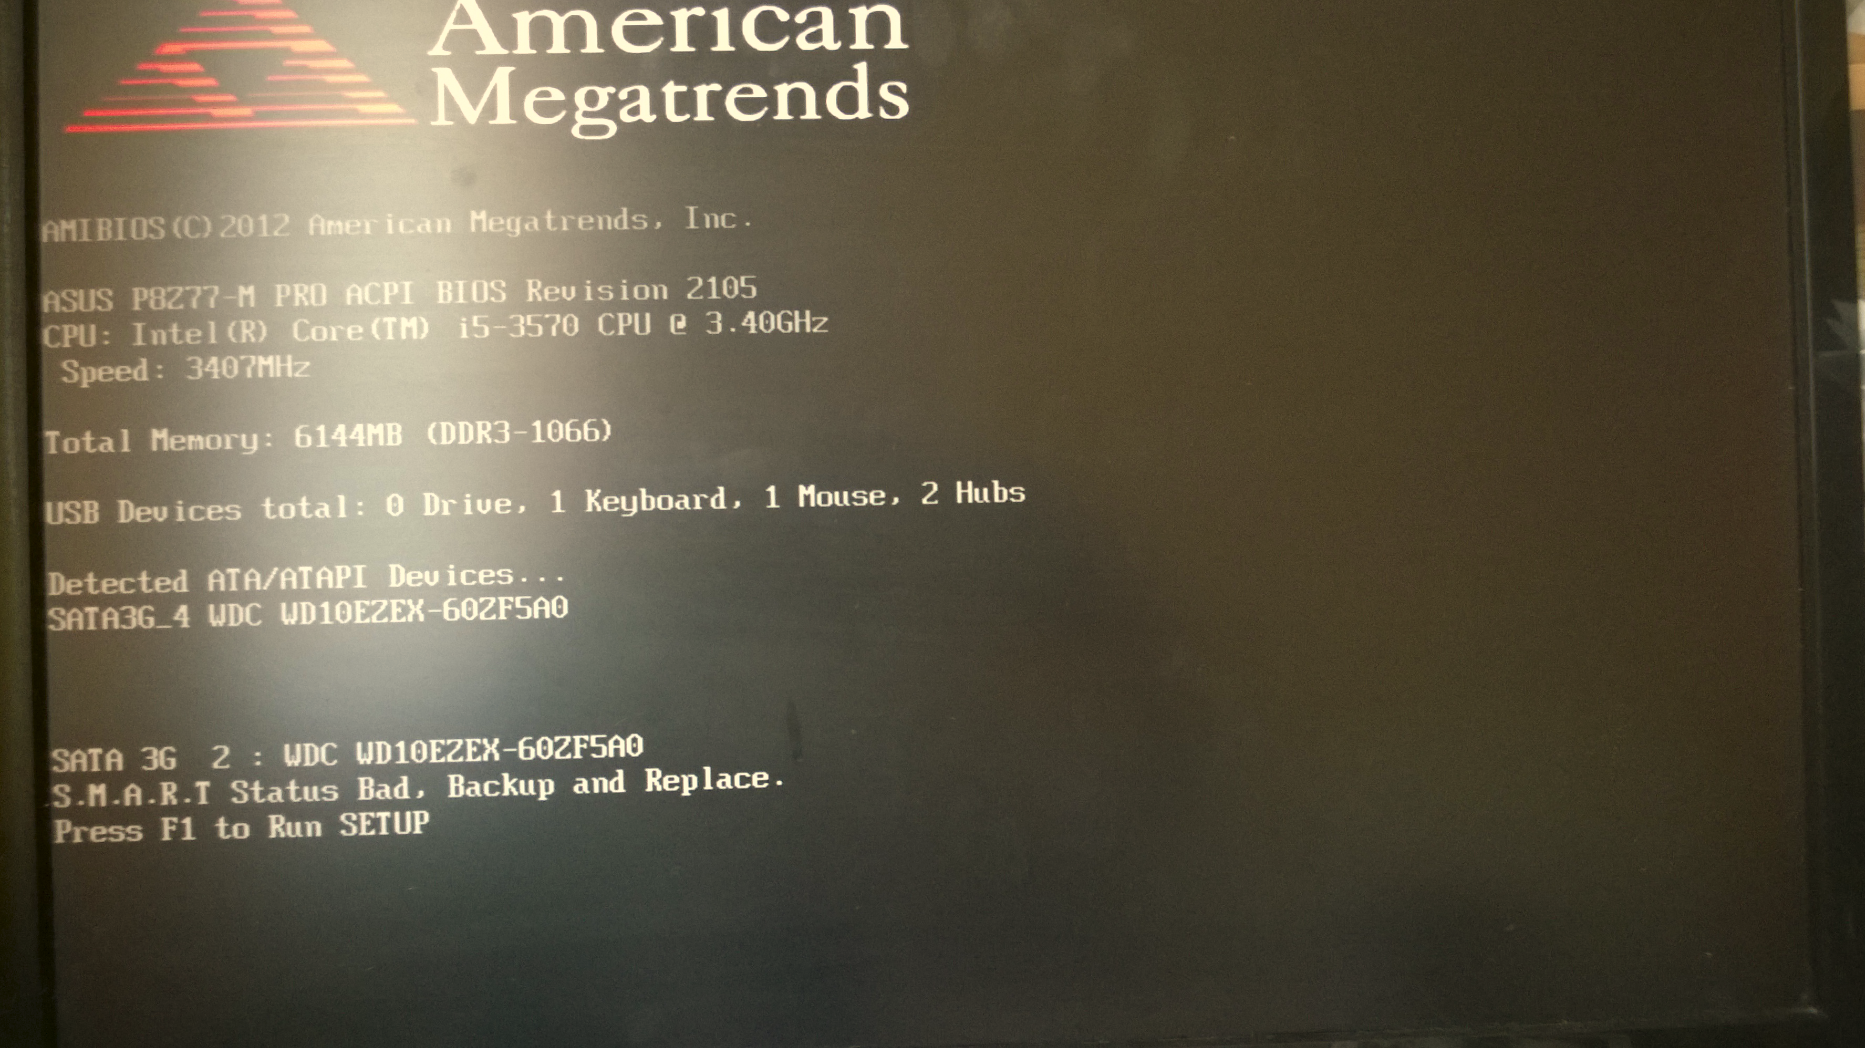 American
Megatrends
AMIBIOS(C)2012 American Megatrends, Inc.
ASUS P8Z77-M PRO ACPI BIOS Revision 2105
CPU: Intel(R) Core(TM) i5-3570 CPU @ 3.40GHz
Speed: 3407MHz
Total Memory: 6144MB (DDR3-1066)
USB Devices total: 0 Drive, 1 Keyboard, 1 Mouse, 2 Hubs
Detected ATA/ATAPI Devices...
SATA3G_4 WDC WD10EZEX-60ZF5A0
SATA 3G 2 : WDC WD10EZEX-60ZF5A0
S.M.A.R.T Status Bad, Backup and Replace.
Press F1 to Run SETUP